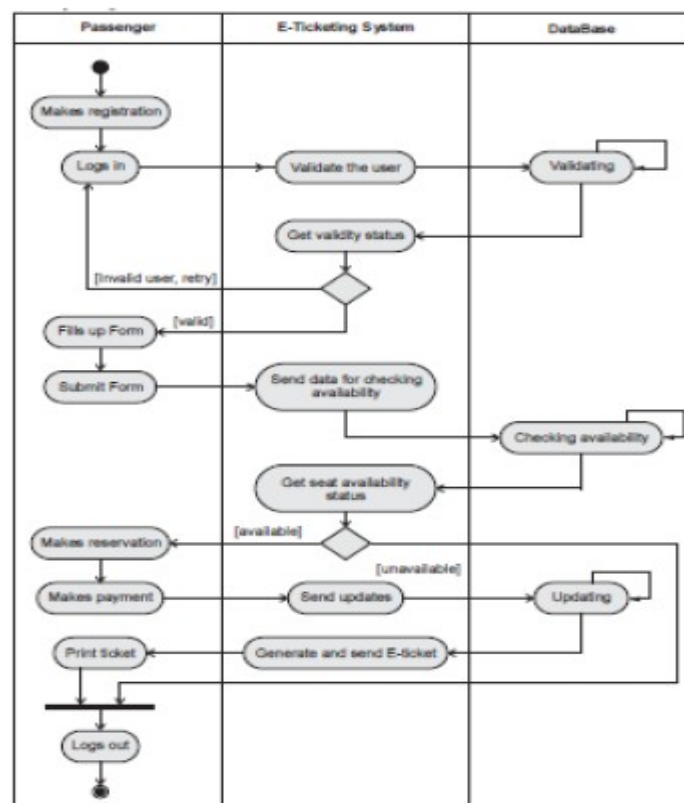 Passenger
E-Ticketing System
DataBase
Makes registration
Logs in
Validate the user
Validating
Get validity status
[Invalid user, retry]
[valid]
Fills up Form
Submit Form
Send data for checking
availability
Checking availability
Get seat availability
status
[available]
Makes reservation
[unavailable]
Makes payment
Send updates
Updating
Print ticket
Generate and send E-ticket
Logs out